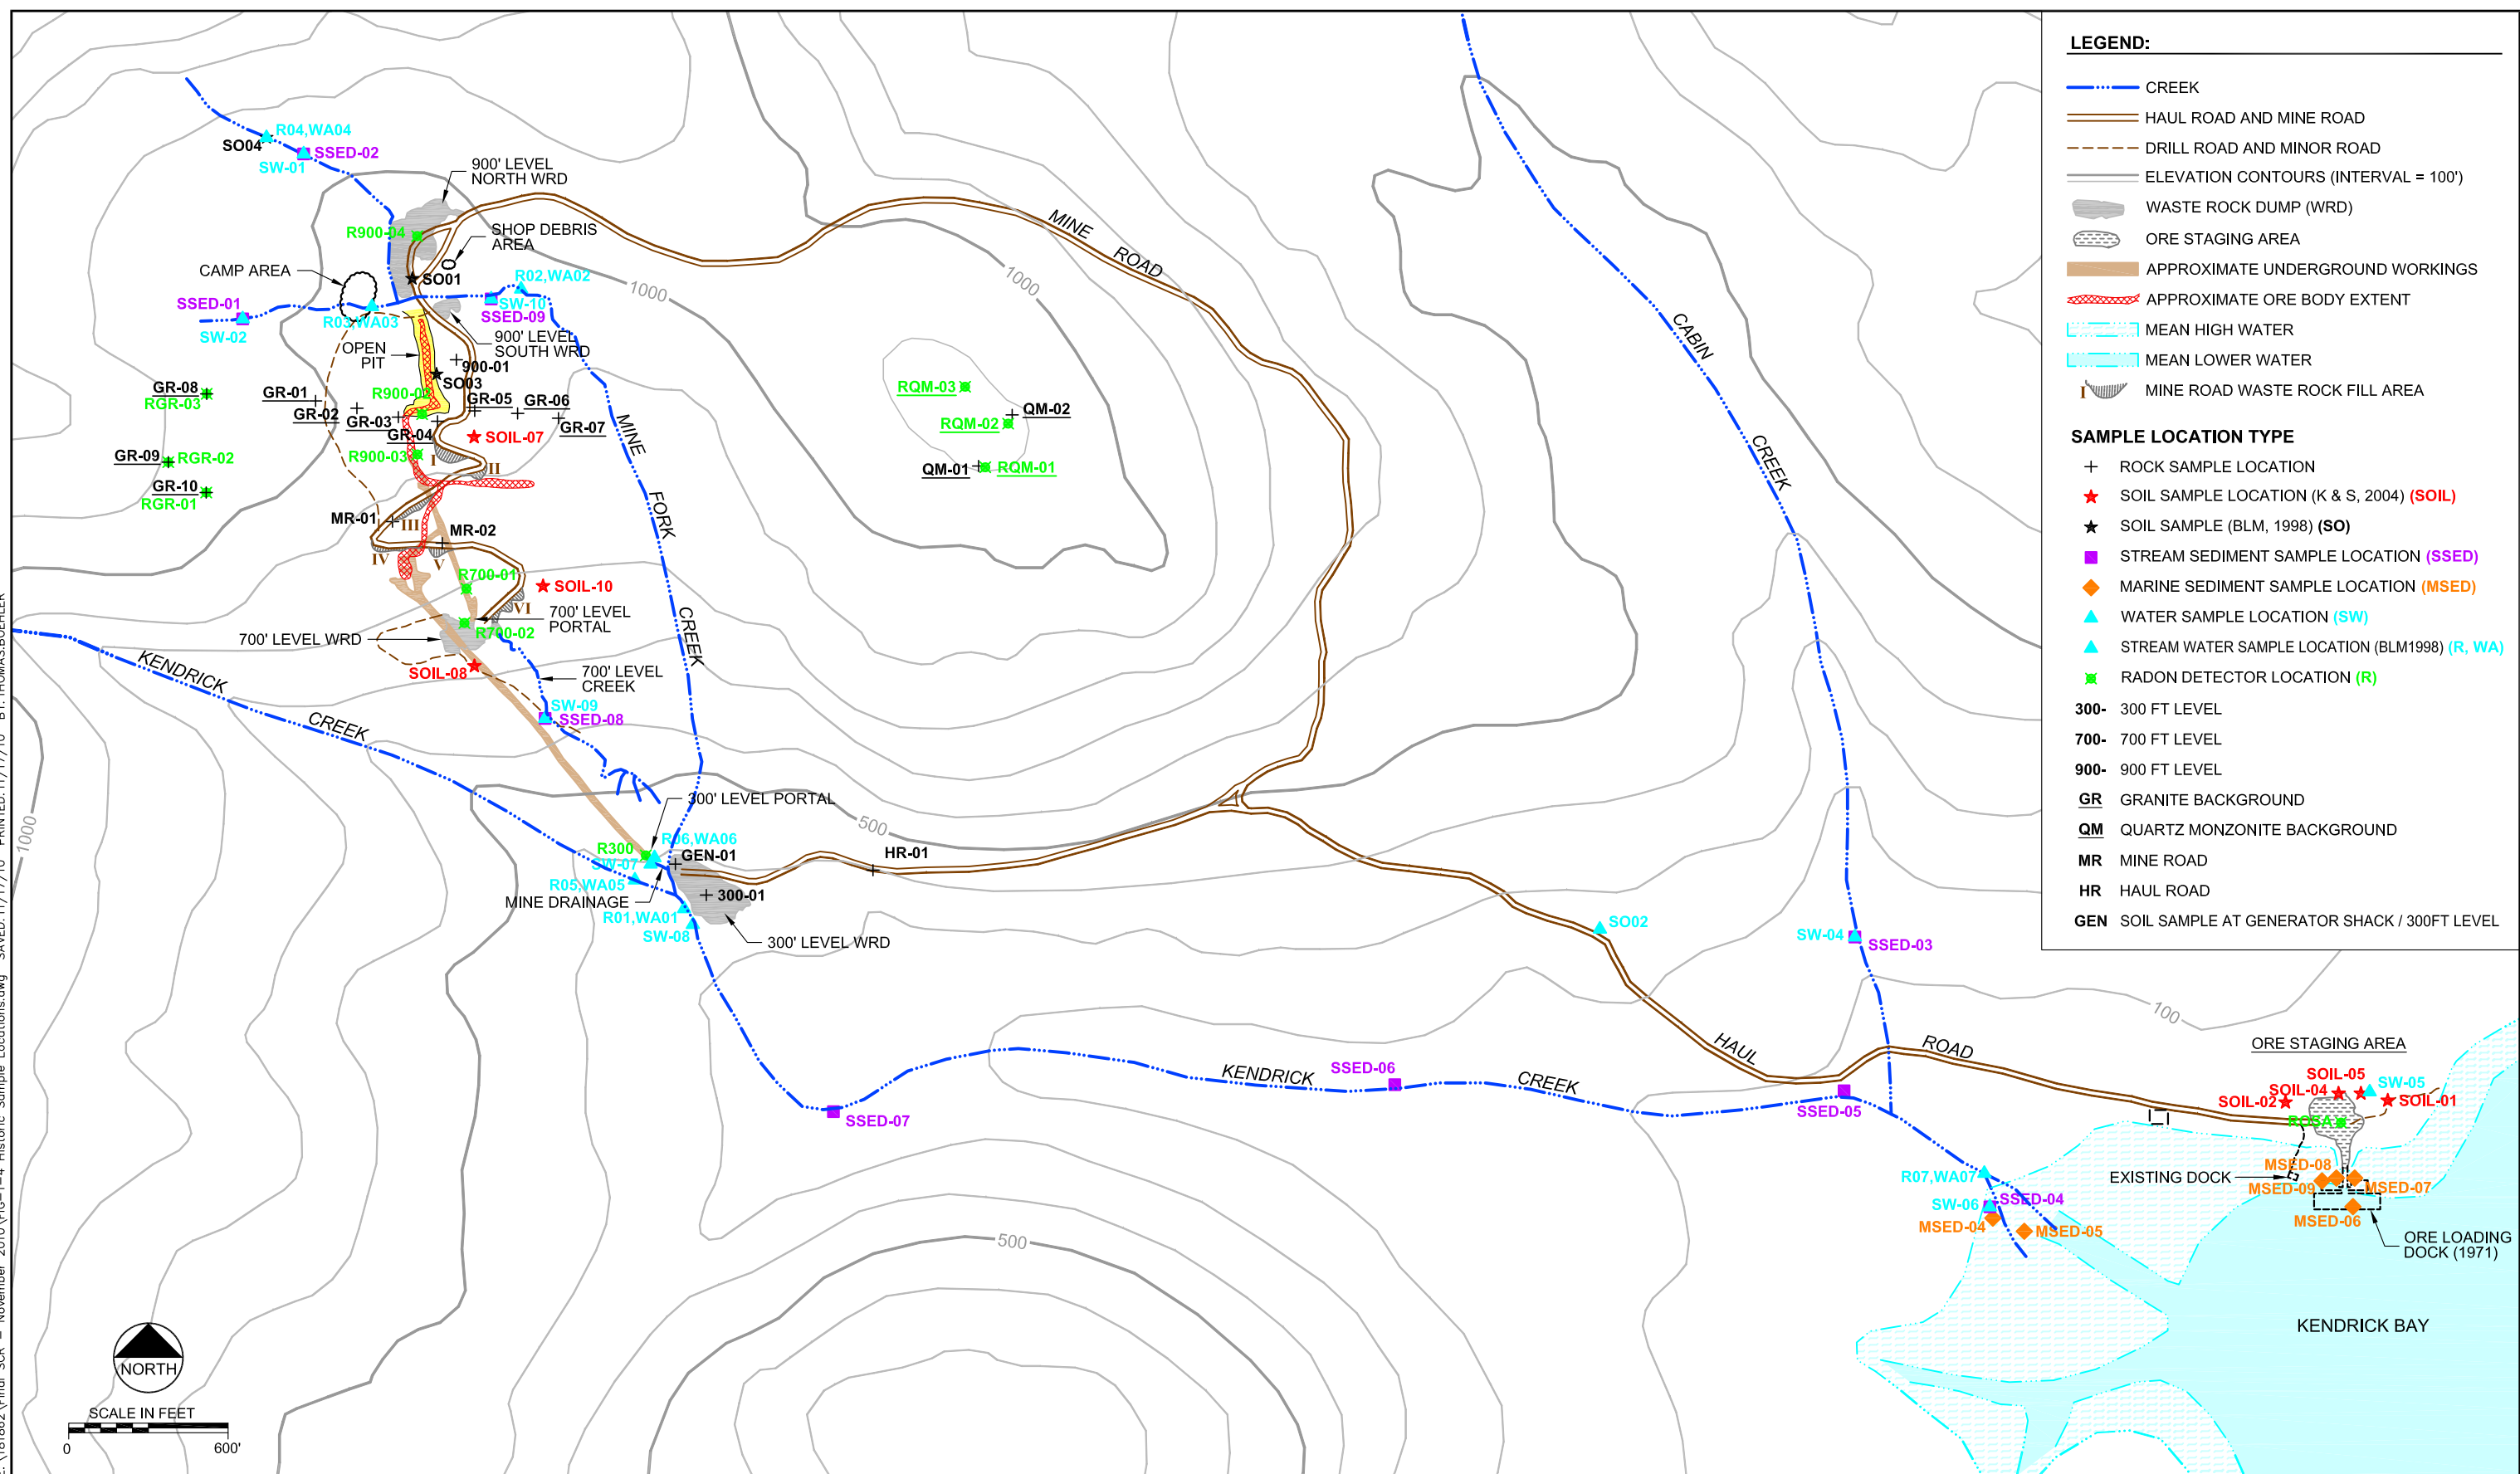 LEGEND:
CREEK
HAUL ROAD AND MINE ROAD
DRILL ROAD AND MINOR ROAD
ELEVATION CONTOURS (INTERVAL = 100')
WASTE ROCK DUMP (WRD)
ORE STAGING AREA
APPROXIMATE UNDERGROUND WORKINGS
APPROXIMATE ORE BODY EXTENT
MEAN HIGH WATER
MEAN LOWER WATER
I MINE ROAD WASTE ROCK FILL AREA
SAMPLE LOCATION TYPE
ROCK SAMPLE LOCATION
SOIL SAMPLE LOCATION (K & S, 2004) (SOIL)
SOIL SAMPLE (BLM, 1998) (SO)
STREAM SEDIMENT SAMPLE LOCATION (SSED)
MARINE SEDIMENT SAMPLE LOCATION (MSED)
WATER SAMPLE LOCATION (SW)
STREAM WATER SAMPLE LOCATION (BLM1998) (R, WA)
RADON DETECTOR LOCATION (R)
300- 300 FT LEVEL
700- 700 FT LEVEL
900- 900 FT LEVEL
GR GRANITE BACKGROUND
QM QUARTZ MONZONITE BACKGROUND
MR MINE ROAD
HR HAUL ROAD
GEN SOIL SAMPLE AT GENERATOR SHACK / 300FT LEVEL
R04,WA04
SO04
SSED-02
SW-01
900' LEVEL
NORTH WRD
R900-04
SHOP DEBRIS
AREA
CAMP AREA
SO01
R02,WA02
SSED-01
SW-10
SSED-09
R03,WA03
SW-02
1000
MINE
ROAD
1000
OPEN
PIT
900' LEVEL
SOUTH WRD
900-01
SO03
GR-08
RGR-03
GR-01
GR-02
GR-03
GR-04
GR-05
GR-06
GR-07
SOIL-07
GR-09
RGR-02
R900-03
I
II
GR-10
RGR-01
MR-01
III
MR-02
IV
V
RQM-03
QM-02
RQM-02
QM-01
RQM-01
MINE
FORK
CREEK
CABIN
CREEK
R700-01
SOIL-10
VI
700' LEVEL
PORTAL
R700-02
700' LEVEL WRD
SOIL-08
700' LEVEL
CREEK
SW-09
SSED-08
KENDRICK
CREEK
1000
300' LEVEL PORTAL
500
R06,WA06
R300
SW-07
GEN-01
HR-01
R05,WA05
MINE DRAINAGE
300-01
R01,WA01
SW-08
300' LEVEL WRD
SO02
SW-04
SSED-03
100
HAUL
ROAD
SSED-07
KENDRICK
CREEK
SSED-06
SSED-05
ORE STAGING AREA
SOIL-05
SOIL-04
SW-05
SOIL-02
SOIL-01
ROSA
R07,WA07
SSED-04
SW-06
MSED-04
MSED-05
EXISTING DOCK
MSED-08
MSED-09
MSED-07
MSED-06
ORE LOADING
DOCK (1971)
KENDRICK BAY
500
NORTH
SCALE IN FEET
0 600'